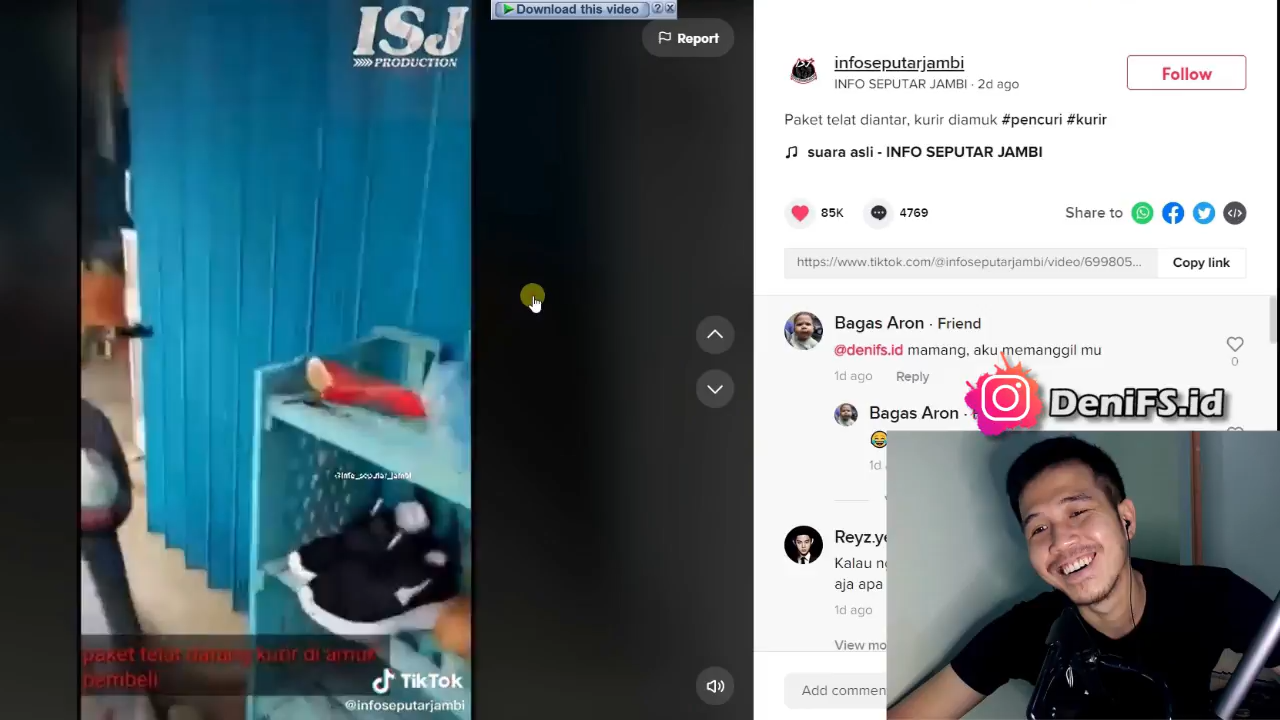 ISJ
PRODUCTION
Download this video
Report
infoseputarjambi
INFO SEPUTAR JAMBI · 2d ago
Follow
Paket telat diantar, kurir diamuk #pencuri #kurir
suara asli - INFO SEPUTAR JAMBI
85K
4769
Share to
https://www.tiktok.com/@infoseputarjambi/video/699805...
Copy link
Bagas Aron · Friend
@denifs.id mamang, aku memanggil mu
0
1d ago
Reply
DeniFS.id
Bagas Aron ·
1d
@info_seputar_jambi
Reyz.ye
Kalau
aja apa
1d ago
View mo
paket telat datang kurir di amuk
pembeli
TikTok
@infoseputarjambi
Add comme